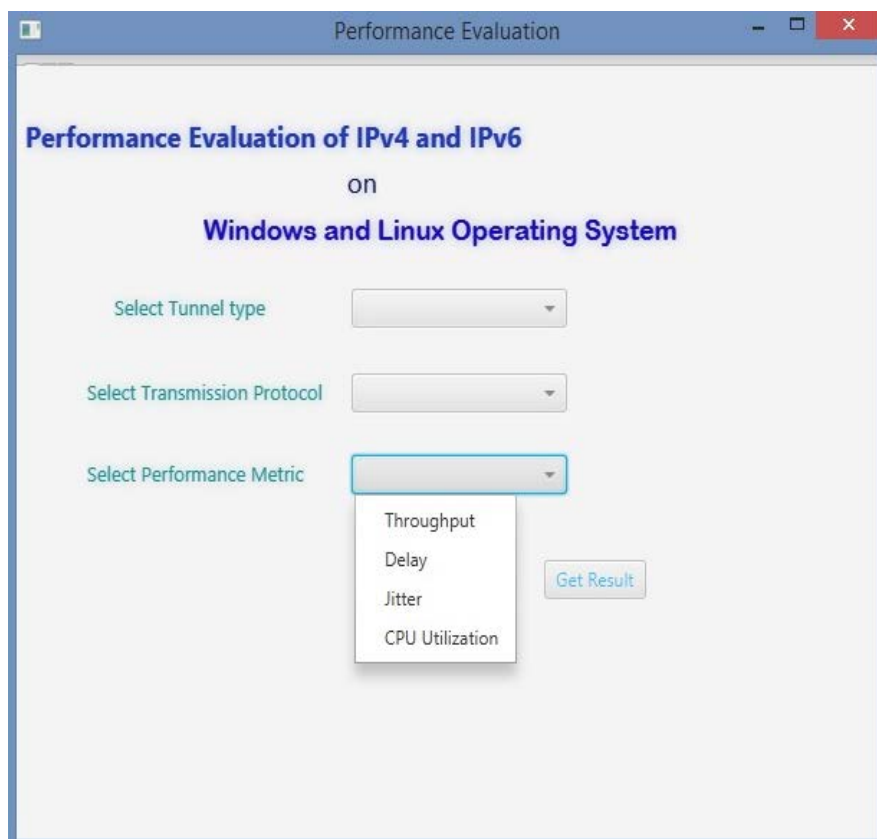 Performance Evaluation
Performance Evaluation of IPv4 and IPv6
on
Windows and Linux Operating System
Select Tunnel type
Select Transmission Protocol
Select Performance Metric
Throughput
Delay
Jitter
CPU Utilization
Get Result